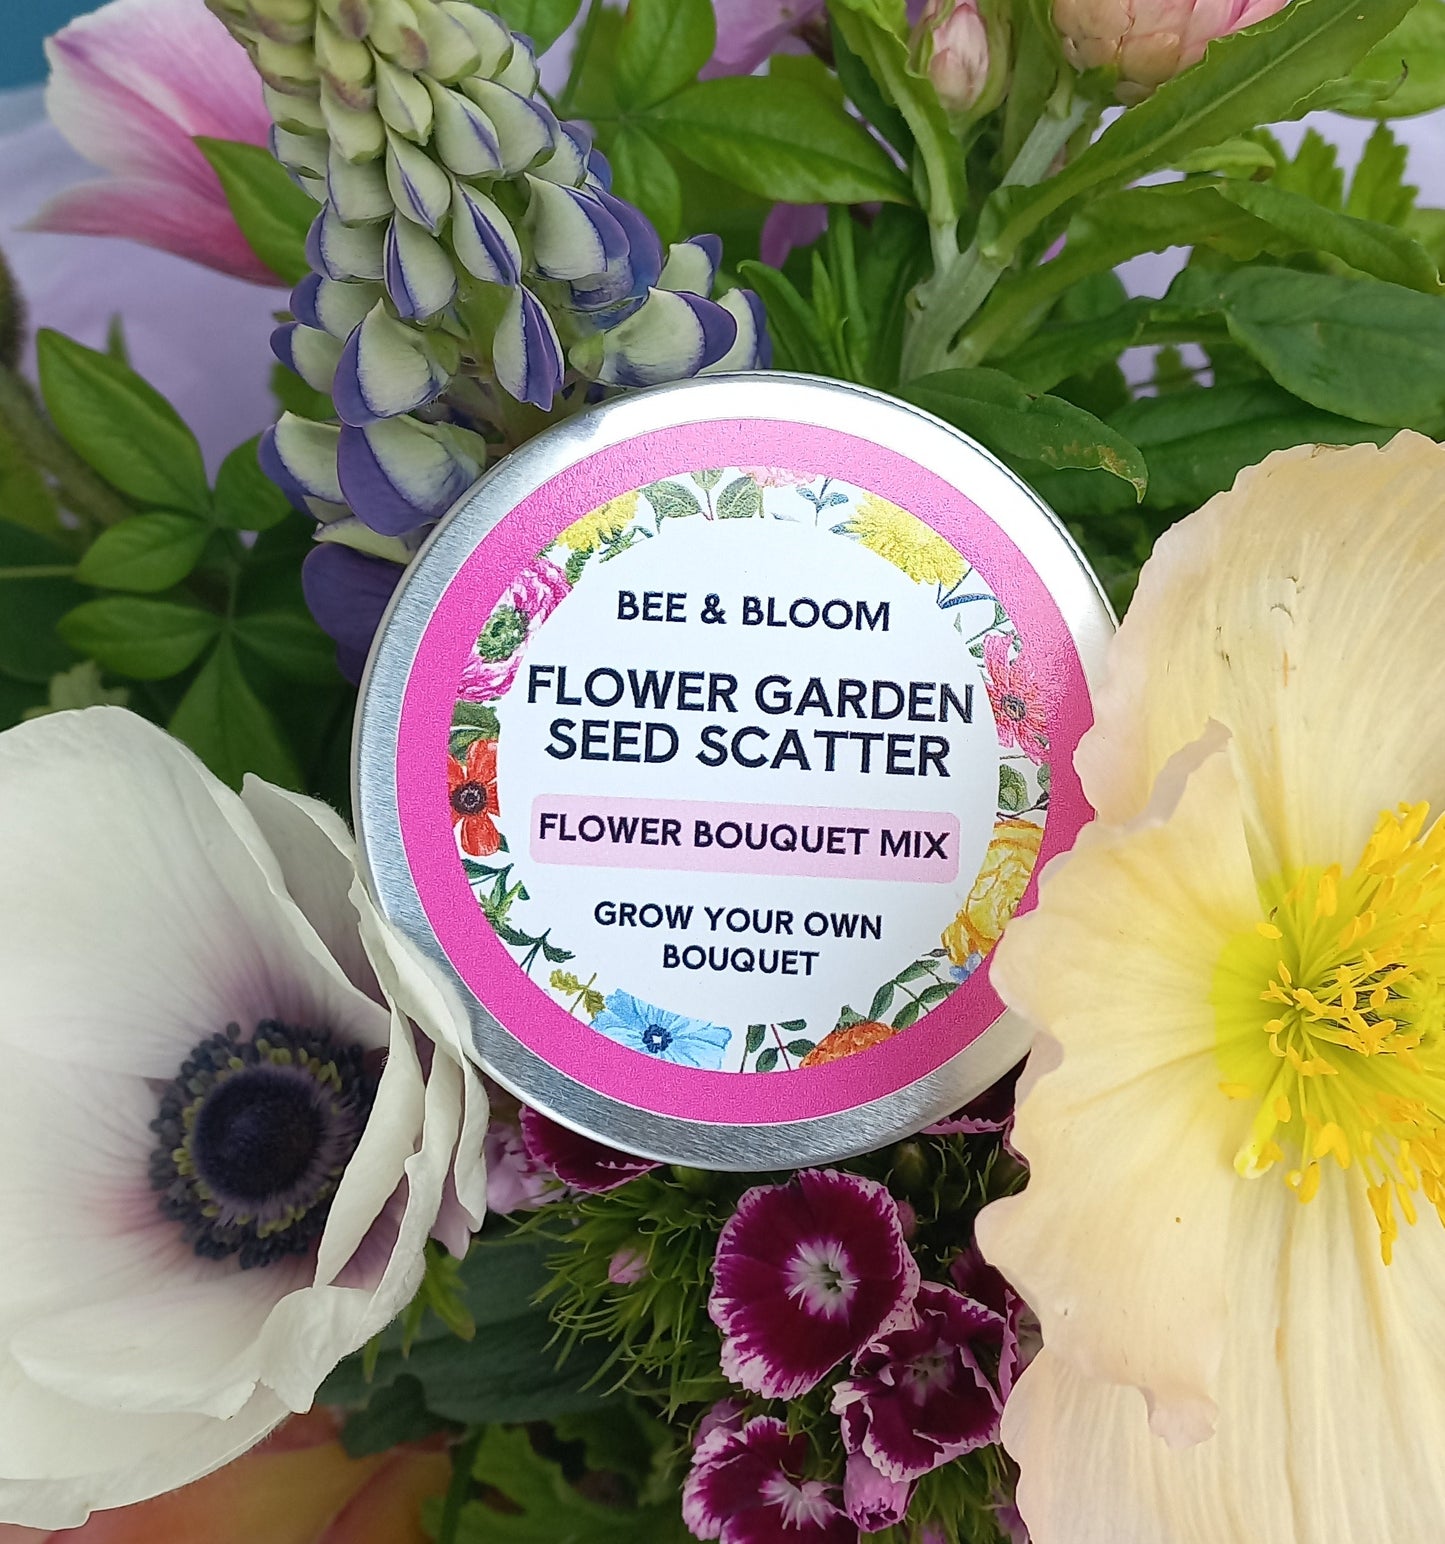 BEE & BLOOM
FLOWER GARDEN
SEED SCATTER
FLOWER BOUQUET MIX
GROW YOUR OWN
BOUQUET